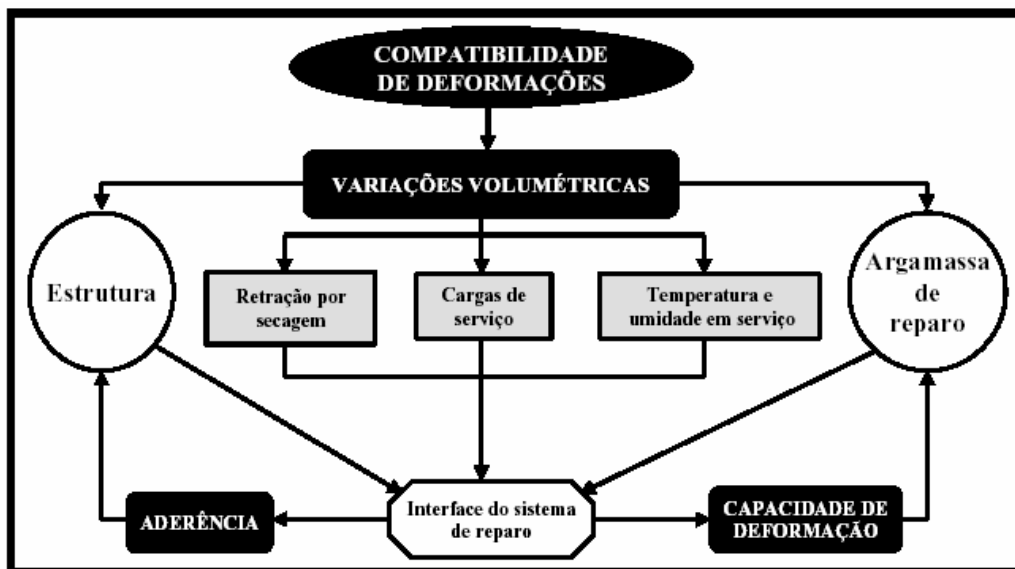 COMPATIBILIDADE
DE DEFORMAÇÕES
VARIAÇÕES VOLUMÉTRICAS
Estrutura
Retração por
secagem
Cargas de
serviço
Temperatura e
umidade em serviço
Argamassa
de
reparo
ADERÊNCIA
Interface do sistema
de reparo
CAPACIDADE DE
DEFORMAÇÃO